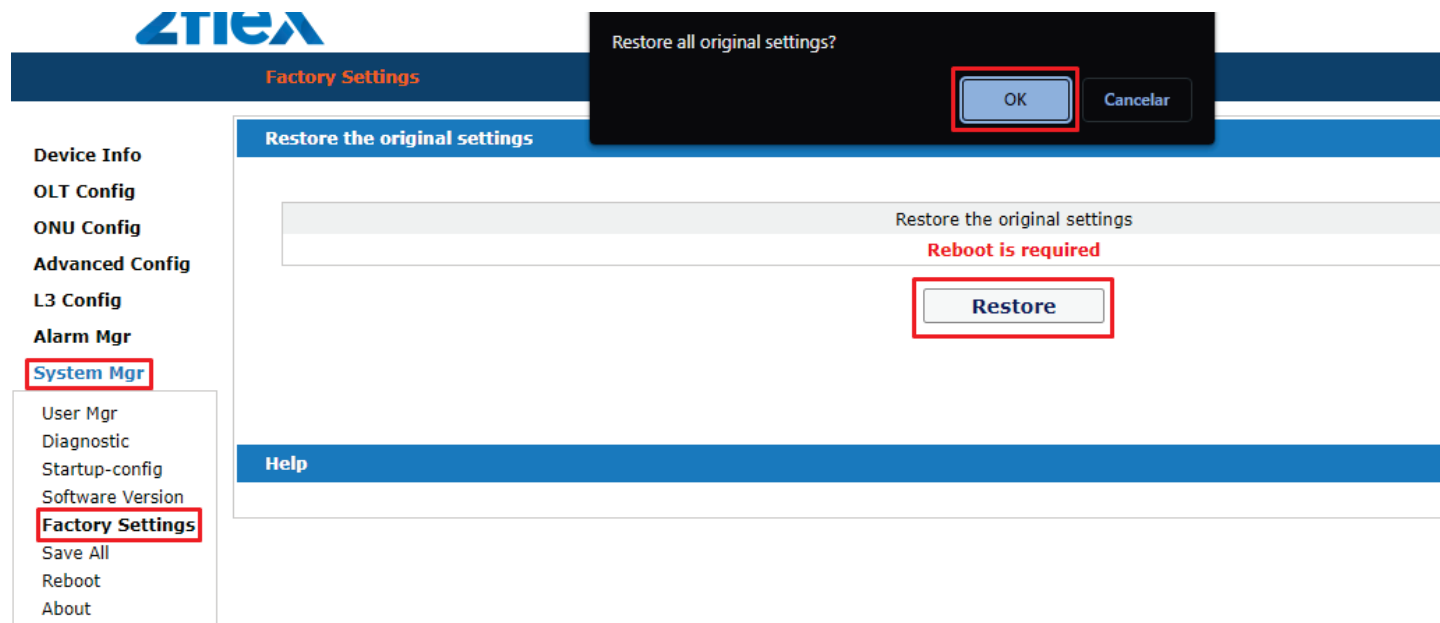 2flex
Restore all original settings?
OK
Cancelar
Factory Settings
Restore the original settings
Device Info
OLT Config
ONU Config
Advanced Config
L3 Config
Alarm Mgr
System Mgr
User Mgr
Diagnostic
Startup-config
Software Version
Factory Settings
Save All
Reboot
About
Restore the original settings
Reboot is required
Restore
Help